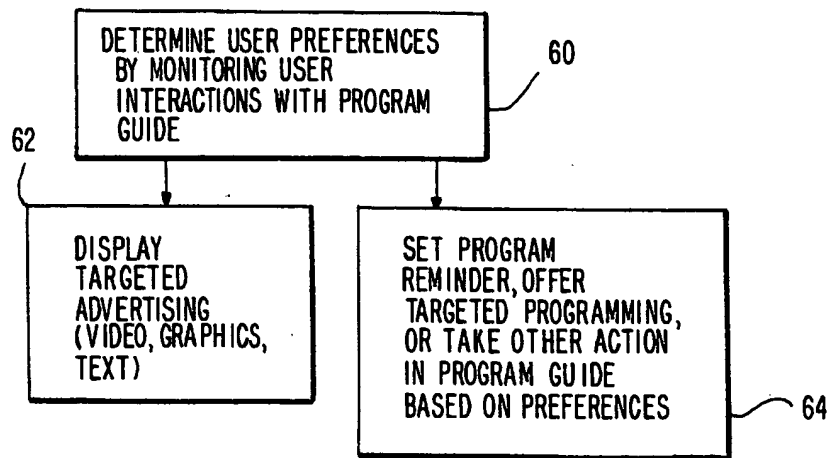 DETERMINE USER PREFERENCES
BY MONITORING USER
INTERACTIONS WITH PROGRAM
GUIDE
60
62
DISPLAY
TARGETED
ADVERTISING
(VIDEO, GRAPHICS,
TEXT)
SET PROGRAM
REMINDER, OFFER
TARGETED PROGRAMMING,
OR TAKE OTHER ACTION
IN PROGRAM GUIDE
BASED ON PREFERENCES
64